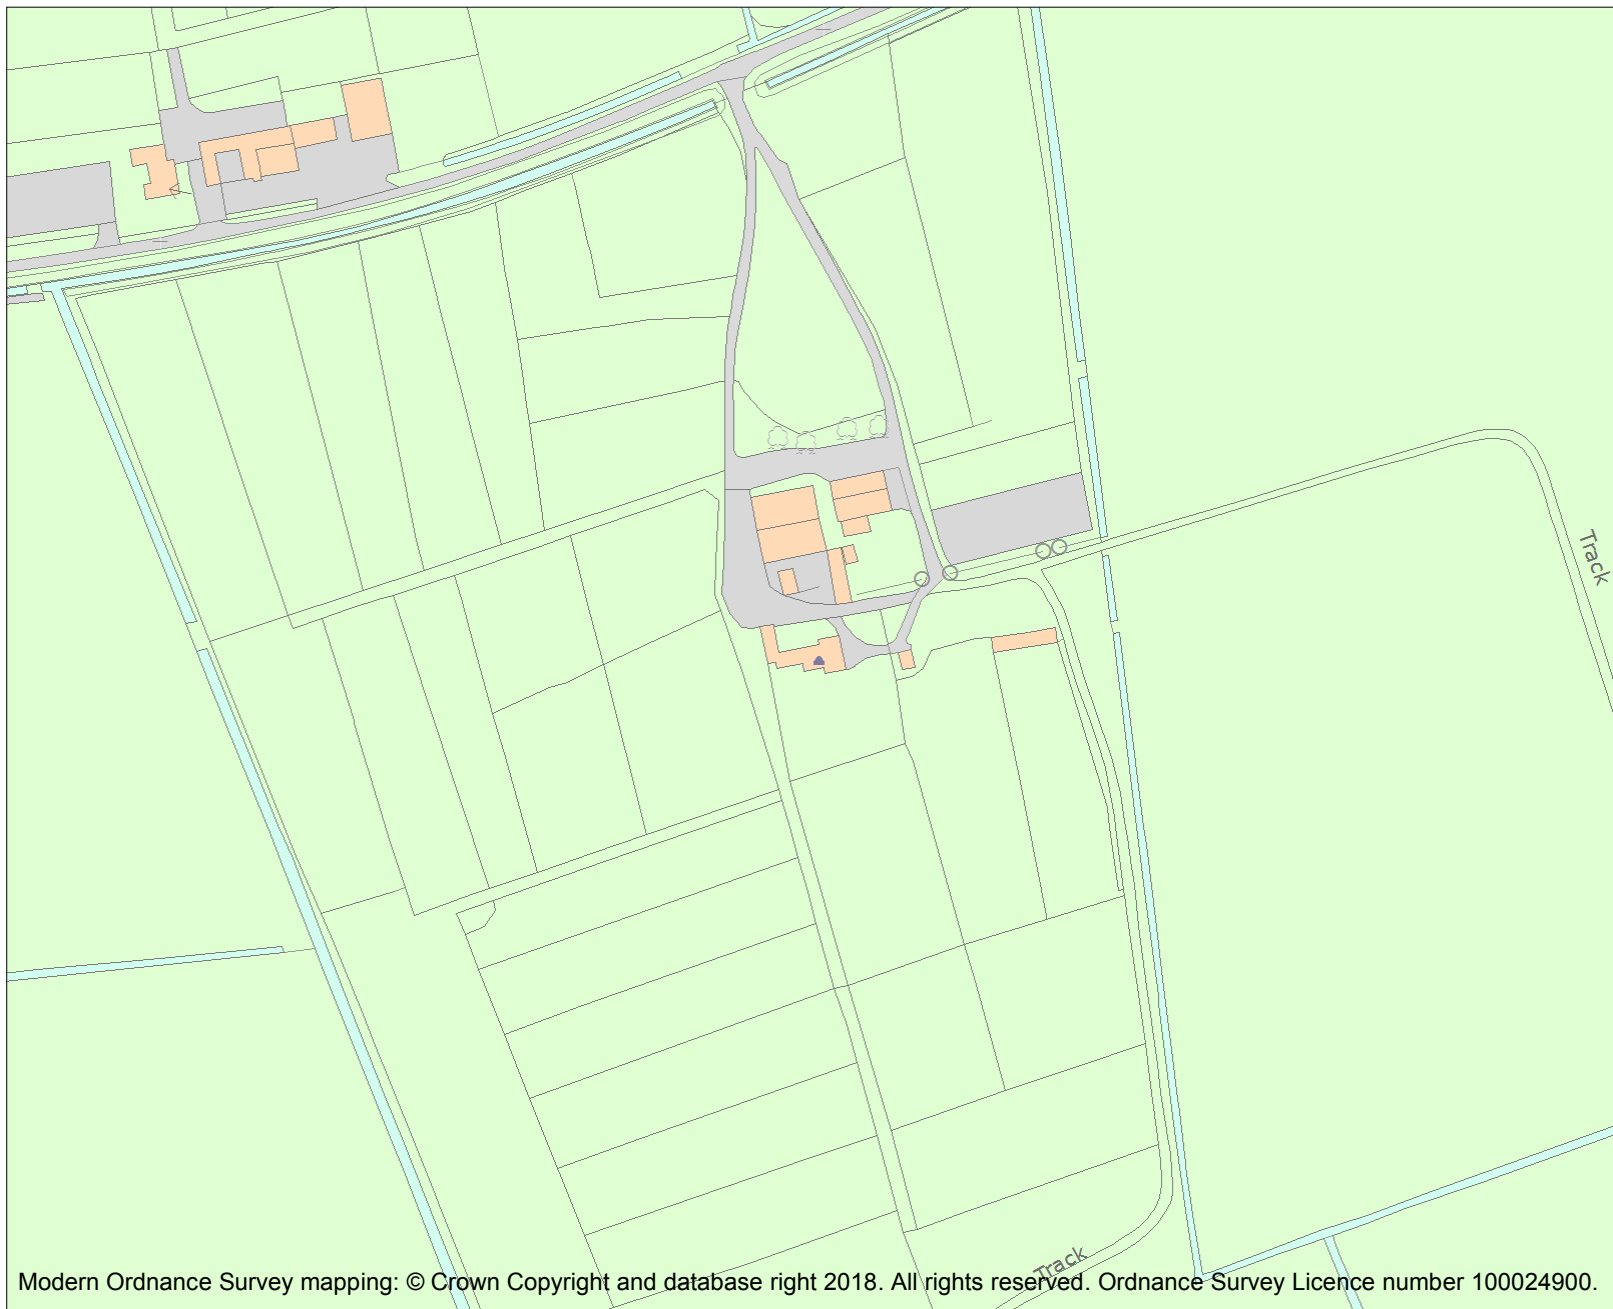 Track
Track
Modern Ordnance Survey mapping: © Crown Copyright and database right 2018. All rights reserved. Ordnance Survey Licence number 100024900.